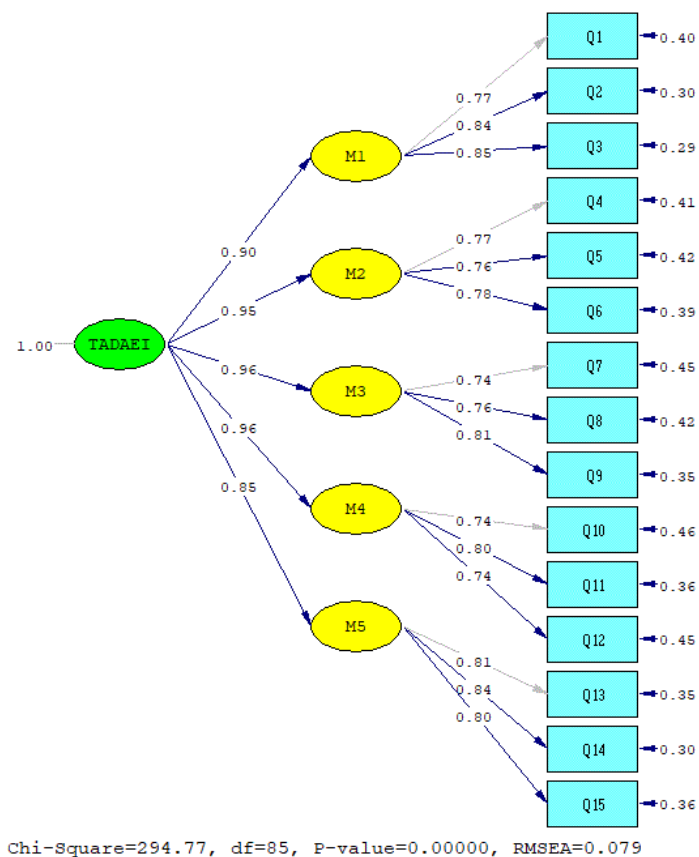 Q1
0.40
0.77
Q2
0.30
0.84
M1
0.85
Q3
0.29
Q4
0.41
0.90
0.77
M2
0.76
Q5
0.42
0.95
0.78
Q6
0.39
1.00
TADAEI
0.96
Q7
0.45
0.74
M3
0.76
Q8
0.42
0.96
0.81
Q9
0.35
0.85
M4
0.74
Q10
0.46
0.80
Q11
0.36
0.74
Q12
0.45
M5
0.81
Q13
0.35
0.84
Q14
0.30
0.80
Q15
0.36
Chi-Square=294.77, df=85, P-value=0.00000, RMSEA=0.079